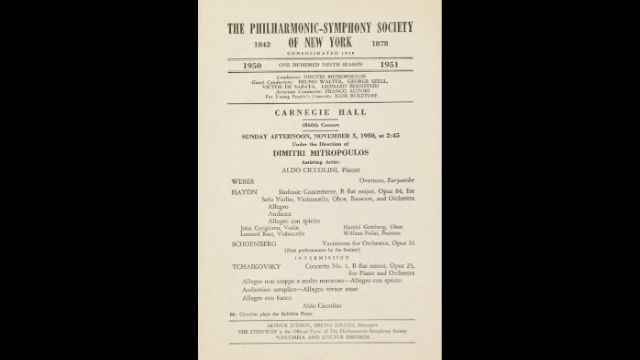 THE PHILHARMONIC-SYMPHONY SOCIETY
1842 OF NEW YORK 1878
CONSOLIDATED 1928
1950 ONE HUNDRED NINTH SEASON 1951
Conductor: DIMITRI MITROPOULOS
Guest Conductors: BRUNO WALTER, GEORGE SZELL,
VICTOR DE SABATA, LEONARD BERNSTEIN
Associate Conductor: FRANCO AUTORI
For Young People's Concerts: IGOR BUKETOFF
CARNEGIE HALL
Concert
SUNDAY AFTERNOON, NOVEMBER 5, 1950, at 2:45
Under the Direction of
DIMITRI MITROPOULOS
Assisting Artist:
ALDO CICCOLINI, Pianist
WEBER Overture, Euryanthe
HAYDN Sinfonie Concertante, B flat major, Opus 84, for
Solo Violin, Violoncello, Oboe, Bassoon, and Orchestra
Allegro
Andante
Allegro con spirito
John Corigliano, Violin Harold Gomberg, Oboe
Leonard Rose, Violoncello William Polisi, Bassoon
SCHOENBERG Variations for Orchestra, Opus 31
(First performances by the Society)
INTERMISSION
TCHAIKOVSKY Concerto No. 1, B flat minor, Opus 23,
for Piano and Orchestra
Allegro non troppo e molto maestoso—Allegro con spirito
Andantino semplice—Allegro vivace assai
Allegro con fuoco
Aldo Ciccolini
Mr. Ciccolini plays the Baldwin Piano.
ARTHUR JUDSON, BRUNO ZIRATO, Managers
THE STEINWAY is the Official Piano of The Philharmonic-Symphony Society
COLUMBIA AND VICTOR RECORDS